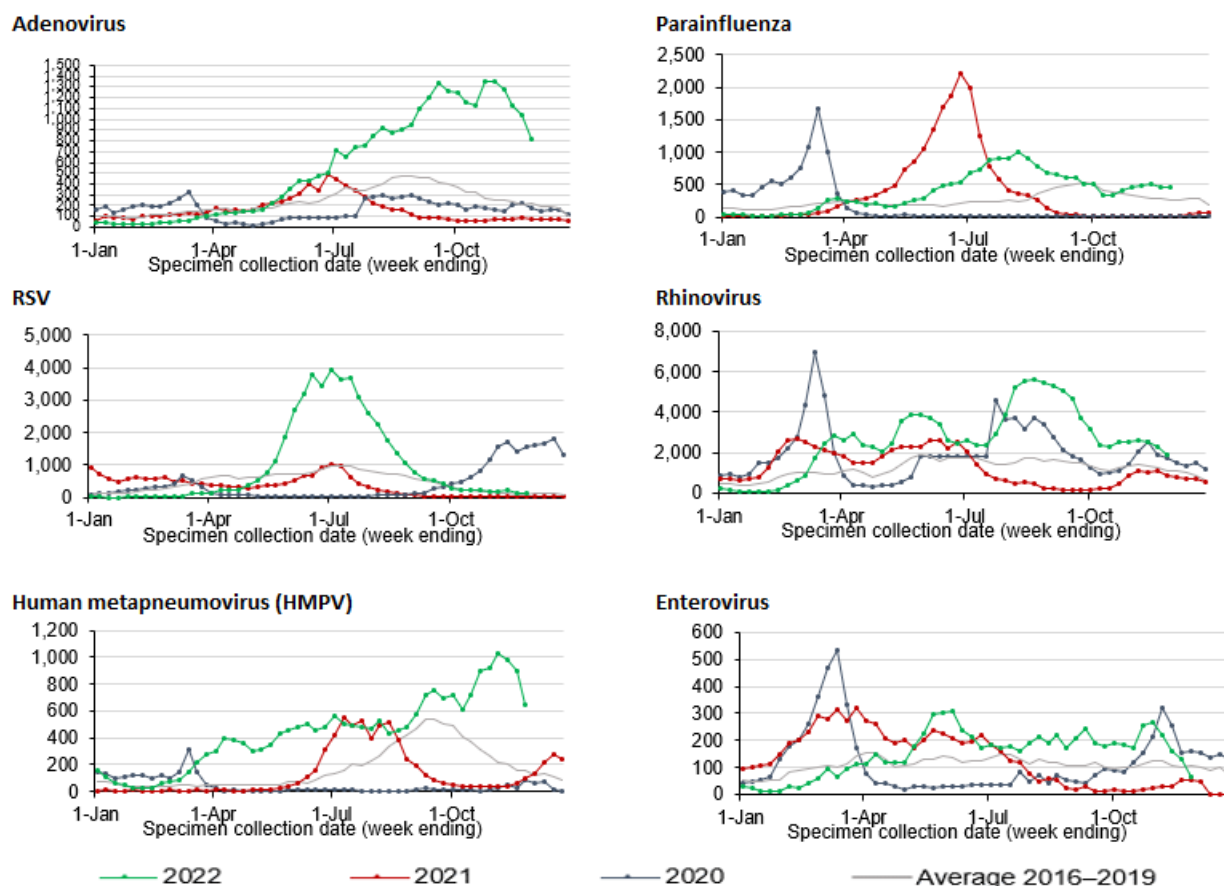 Adenovirus
1,500
1,400
1,300
1,200
1,100
1,000
900
800
700
600
500
400
300
200
100
0
1-Jan 1-Apr 1-Jul 1-Oct
Specimen collection date (week ending)
Parainfluenza
2,500
2,000
1,500
1,000
500
0
1-Jan 1-Apr 1-Jul 1-Oct
Specimen collection date (week ending)
RSV
5,000
4,000
3,000
2,000
1,000
0
1-Jan 1-Apr 1-Jul 1-Oct
Specimen collection date (week ending)
Rhinovirus
8,000
6,000
4,000
2,000
0
1-Jan 1-Apr 1-Jul 1-Oct
Specimen collection date (week ending)
Human metapneumovirus (HMPV)
1,200
1,000
800
600
400
200
0
1-Jan 1-Apr 1-Jul 1-Oct
Specimen collection date (week ending)
Enterovirus
600
500
400
300
200
100
0
1-Jan 1-Apr 1-Jul 1-Oct
Specimen collection date (week ending)
2022 2021 2020 Average 2016–2019